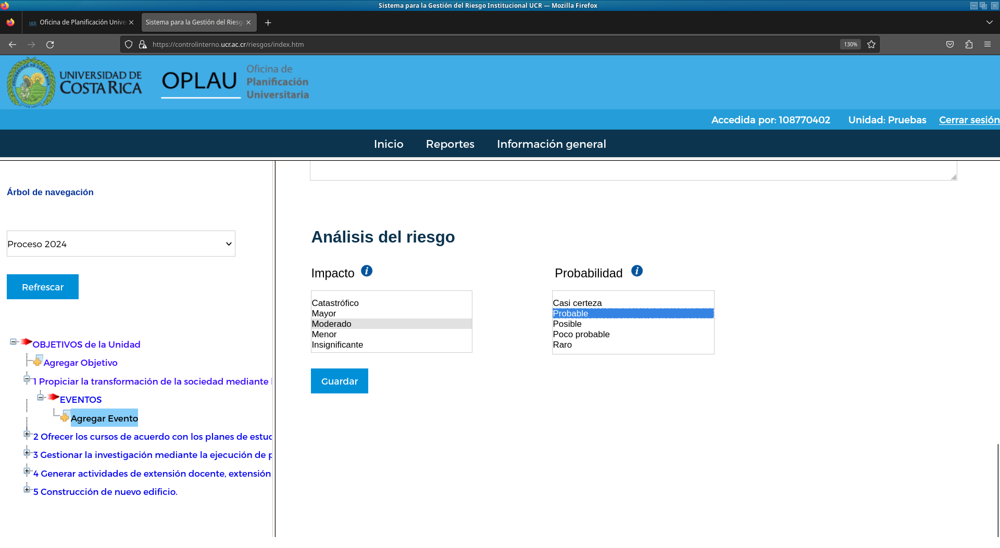 Sistema para la Gestión del Riesgo Institucional UCR — Mozilla Firefox
Oficina de Planificación Unive
Sistema para la Gestión del Riesg
https://controlinterno.ucr.ac.cr/riesgos/index.htm
130%
UNIVERSIDAD DE
COSTA RICA
OPLAU
Oficina de
Planificación
Universitaria
Accedida por: 108770402
Unidad: Pruebas
Cerrar sesión
Inicio
Reportes
Información general
Árbol de navegación
Proceso 2024
Refrescar
OBJETIVOS de la Unidad
Agregar Objetivo
1 Propiciar la transformación de la sociedad mediante
EVENTOS
Agregar Evento
2 Ofrecer los cursos de acuerdo con los planes de estuc
3 Gestionar la investigación mediante la ejecución de p
4 Generar actividades de extensión docente, extensión
5 Construcción de nuevo edificio.
Análisis del riesgo
Impacto
Catastrófico
Mayor
Moderado
Menor
Insignificante
Probabilidad
Casi certeza
Probable
Posible
Poco probable
Raro
Guardar